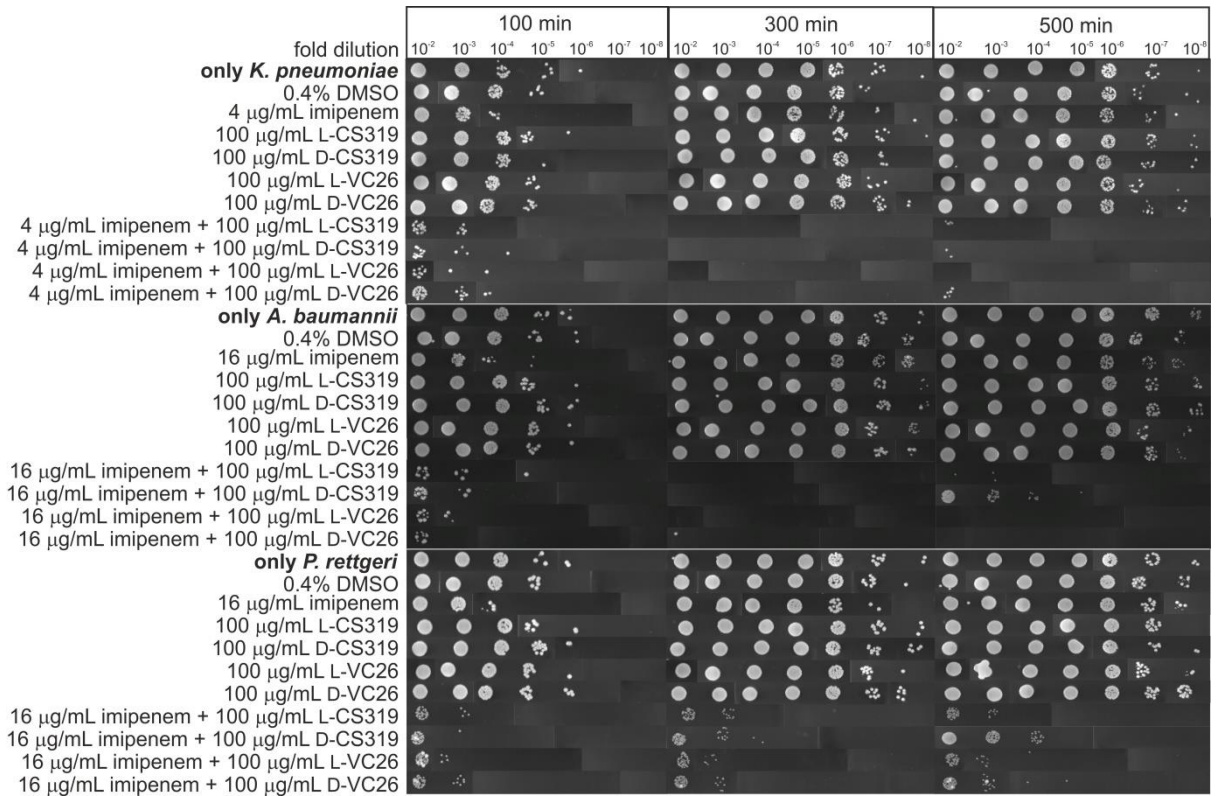 100 min 300 min 500 min
fold dilution 10-2 10-3 10-4 10-5 10-6 10-7 10-8 10-2 10-3 10-4 10-5 10-6 10-7 10-8 10-2 10-3 10-4 10-5 10-6 10-7 10-8
only K. pneumoniae
0.4% DMSO
4 µg/mL imipenem
100 µg/mL L-CS319
100 µg/mL D-CS319
100 µg/mL L-VC26
100 µg/mL D-VC26
4 µg/mL imipenem + 100 µg/mL L-CS319
4 µg/mL imipenem + 100 µg/mL D-CS319
4 µg/mL imipenem + 100 µg/mL L-VC26
4 µg/mL imipenem + 100 µg/mL D-VC26
only A. baumannii
0.4% DMSO
16 µg/mL imipenem
100 µg/mL L-CS319
100 µg/mL D-CS319
100 µg/mL L-VC26
100 µg/mL D-VC26
16 µg/mL imipenem + 100 µg/mL L-CS319
16 µg/mL imipenem + 100 µg/mL D-CS319
16 µg/mL imipenem + 100 µg/mL L-VC26
16 µg/mL imipenem + 100 µg/mL D-VC26
only P. rettgeri
0.4% DMSO
16 µg/mL imipenem
100 µg/mL L-CS319
100 µg/mL D-CS319
100 µg/mL L-VC26
100 µg/mL D-VC26
16 µg/mL imipenem + 100 µg/mL L-CS319
16 µg/mL imipenem + 100 µg/mL D-CS319
16 µg/mL imipenem + 100 µg/mL L-VC26
16 µg/mL imipenem + 100 µg/mL D-VC26